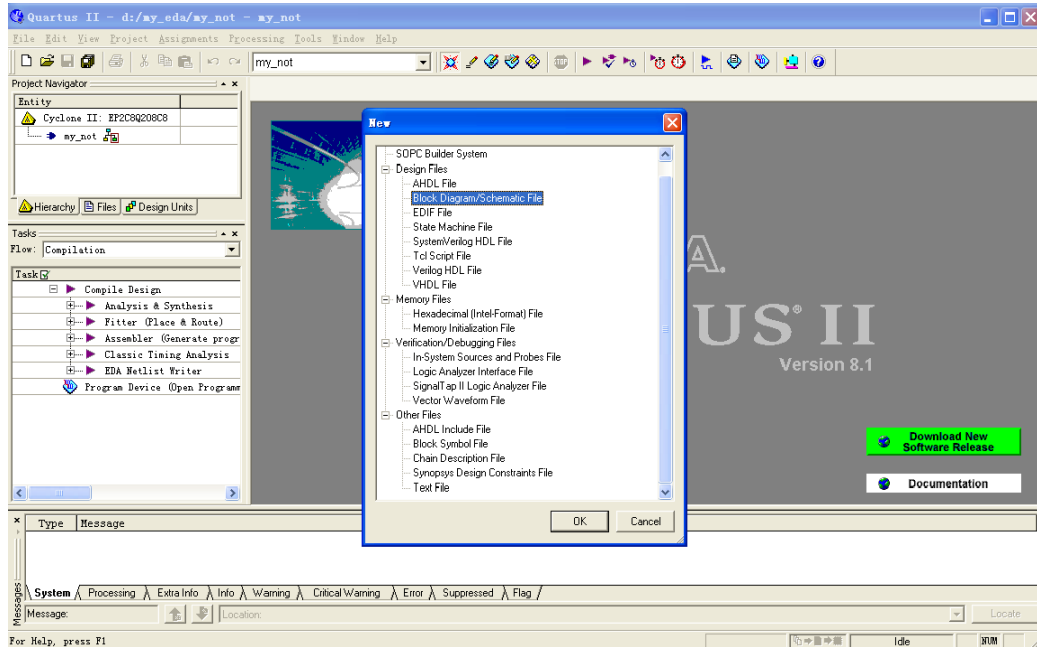 Quartus II - d:/my_eda/my_not - my_not
File Edit View Project Assignments Processing Tools Window Help
my_not
Project Navigator
Entity
Cyclone II: EP2C8Q208C8
my_not
Hierarchy Files Design Units
Tasks
Flow: Compilation
Task
Compile Design
Analysis & Synthesis
Fitter (Place & Route)
Assembler (Generate progr
Classic Timing Analysis
EDA Netlist Writer
Program Device (Open Programm
New
SOPC Builder System
Design Files
AHDL File
Block Diagram/Schematic File
EDIF File
State Machine File
SystemVerilog HDL File
Tcl Script File
Verilog HDL File
VHDL File
Memory Files
Hexadecimal (Intel-Format) File
Memory Initialization File
Verification/Debugging Files
In-System Sources and Probes File
Logic Analyzer Interface File
SignalTap II Logic Analyzer File
Vector Waveform File
Other Files
AHDL Include File
Block Symbol File
Chain Description File
Synopsys Design Constraints File
Text File
OK Cancel
A.
US® II
Version 8.1
Download New
Software Release
Documentation
Type Message
System Processing Extra Info Info Warning Critical Warning Error Suppressed Flag
Messages
Message: Location: Locate
For Help, press F1 Idle NUM